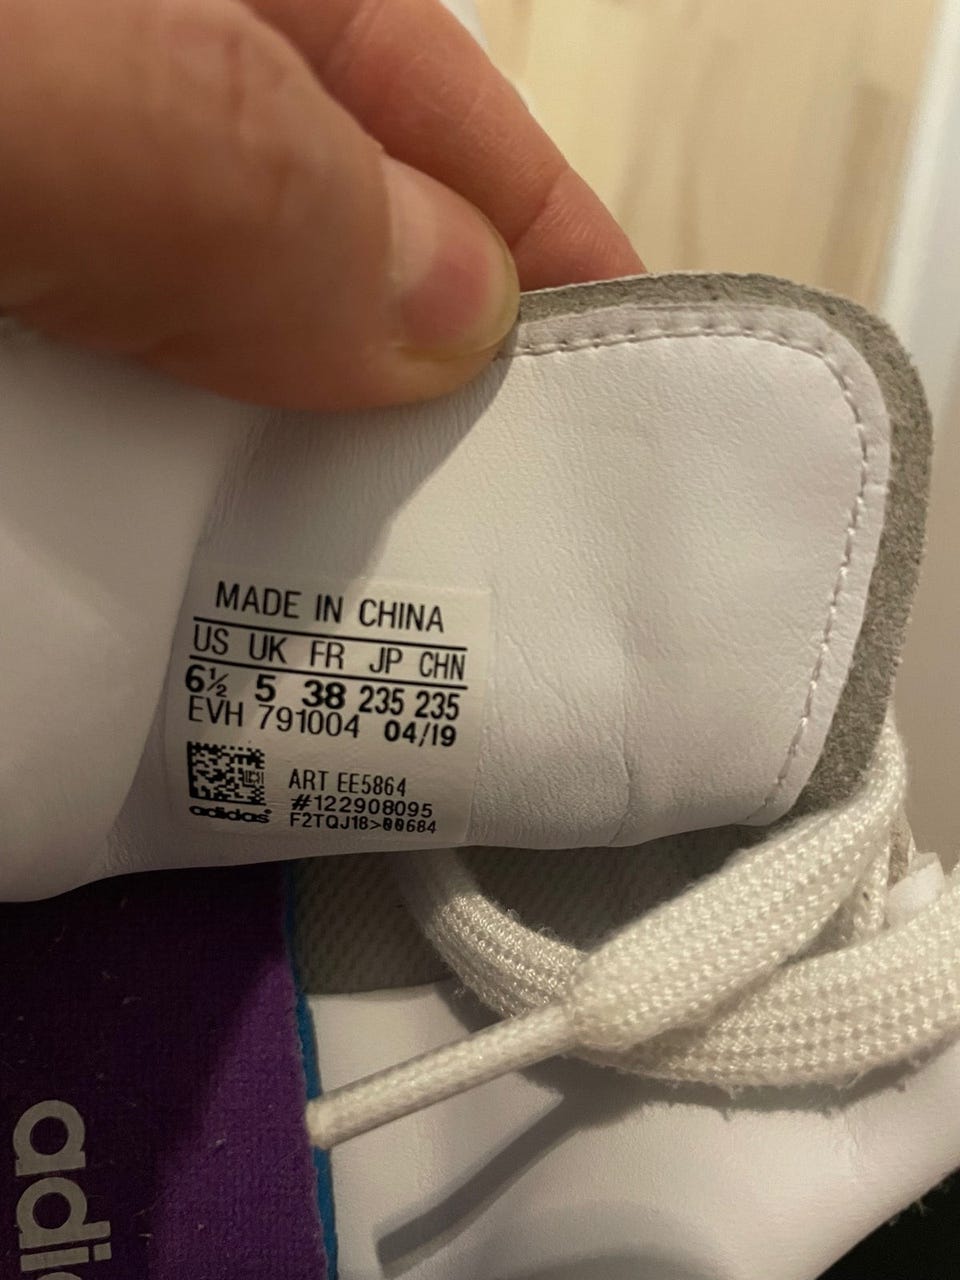 MADE IN CHINA
US UK FR JP CHN
6½ 5 38 235 235
EVH 791004 04/19
ART EE5864
#122908095
adidas®
F2TQJ18>00684
adi